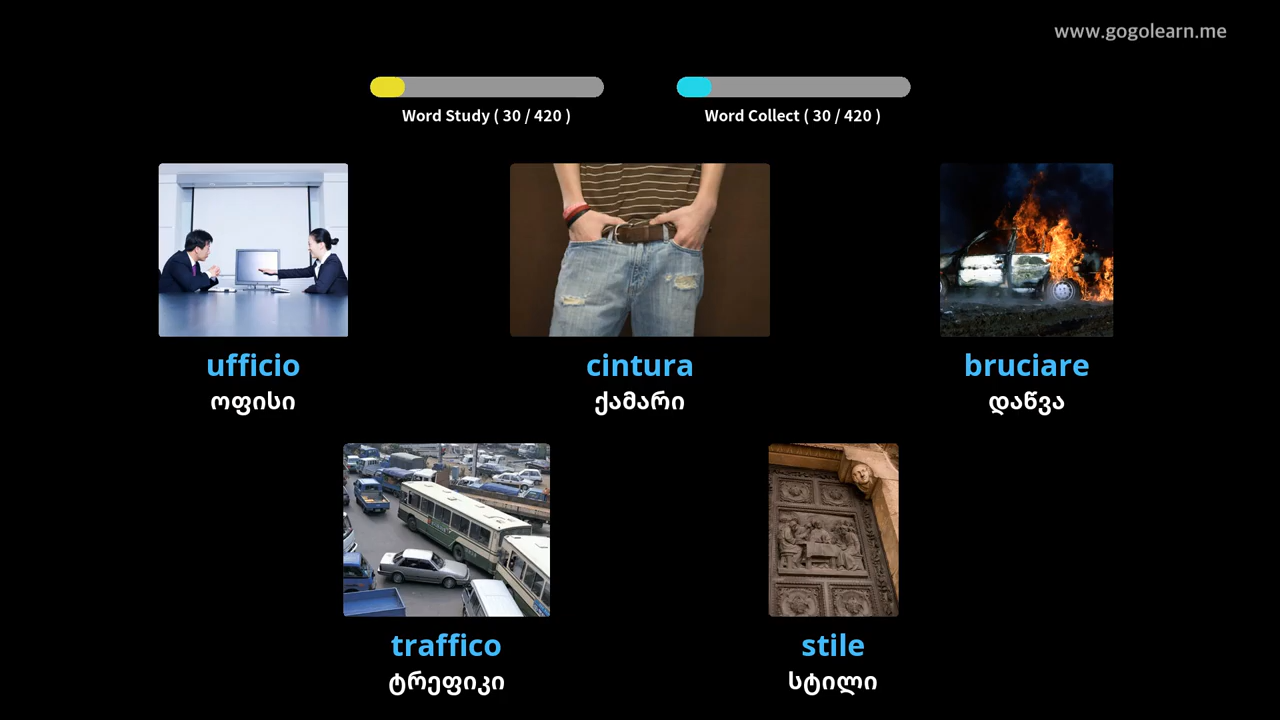 www.gogolearn.me
Word Study ( 30 / 420 )
Word Collect ( 30 / 420 )
ufficio
ოფისი
cintura
ქამარი
bruciare
დაწვა
traffico
ტრეფიკი
stile
სტილი